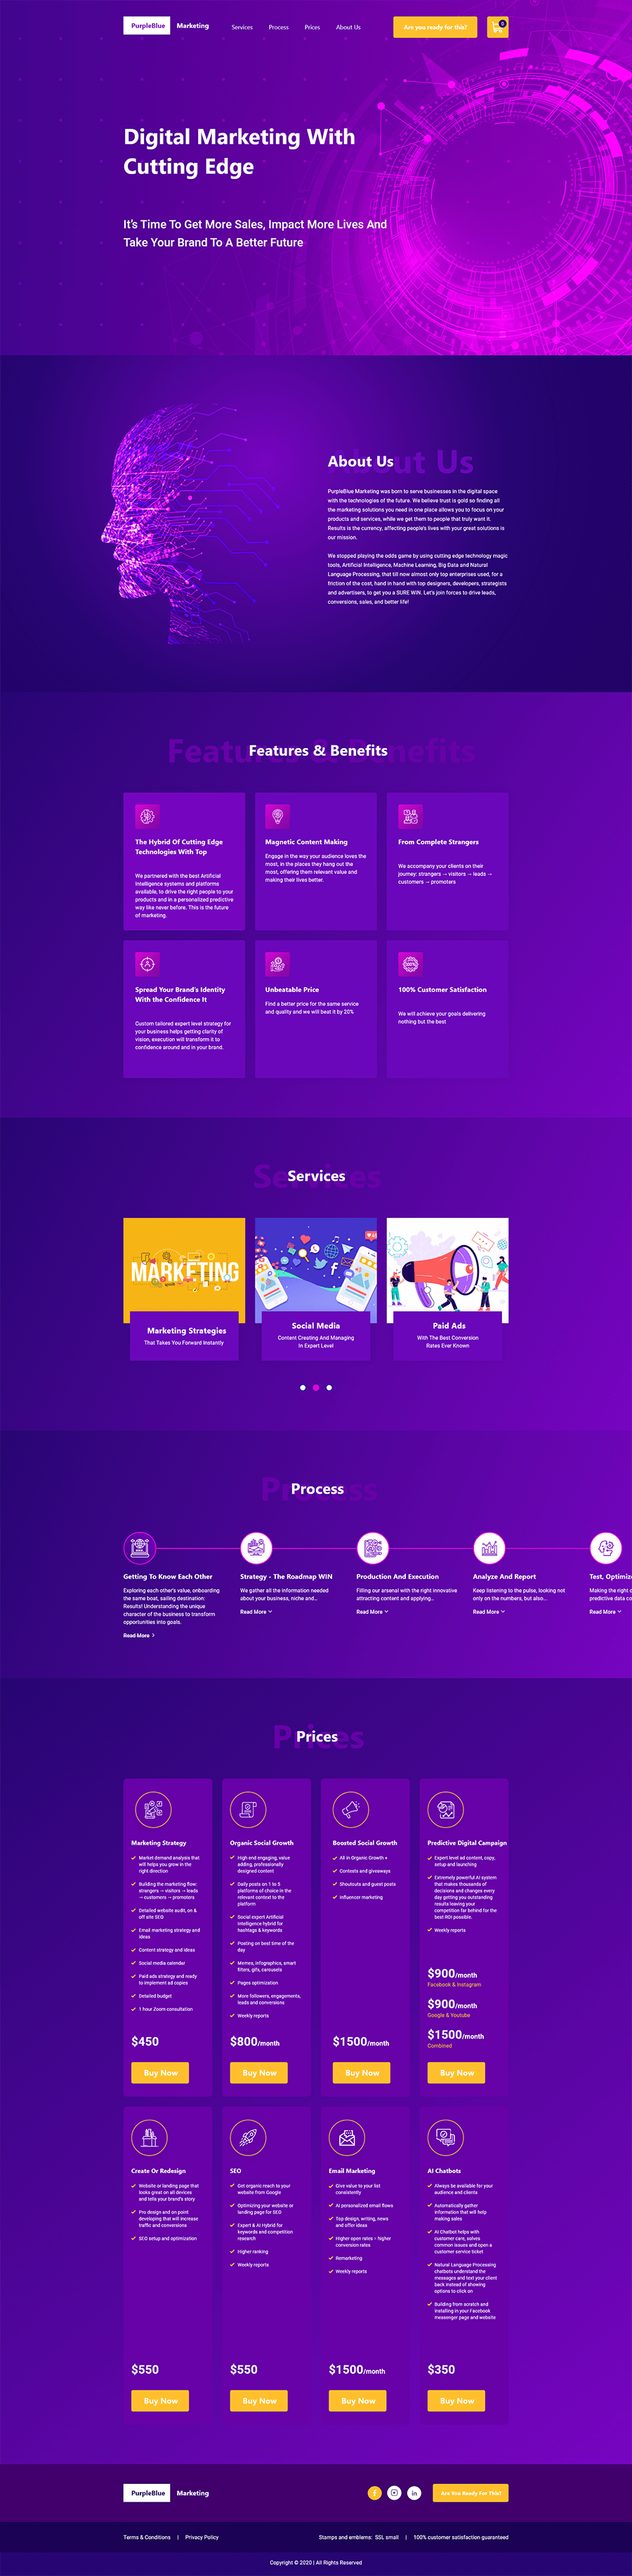 PurpleBlue Marketing
Services
Process
Prices
About Us
Are you ready for this?
0
Digital Marketing With
Cutting Edge
It's Time To Get More Sales, Impact More Lives And
Take Your Brand To A Better Future
About Us
About Us
PurpleBlue Marketing was born to serve businesses in the digital space
with the technologies of the future. We believe trust is gold so finding all
the marketing solutions you need in one place allows you to focus on your
products and services, while we get them to people that truly want it.
Results is the currency, affecting people's lives with your great solutions is
our mission.
We stopped playing the odds game by using cutting edge technology magic
tools, Artificial Intelligence, Machine Learning, Big Data and Natural
Language Processing, that till now almost only top enterprises used, for a
friction of the cost, hand in hand with top designers, developers, strategists
and advertisers, to get you a SURE WIN. Let's join forces to drive leads,
conversions, sales, and better life!
Features & Benefits
Features & Benefits
The Hybrid Of Cutting Edge
Technologies With Top
We partnered with the best Artificial
Intelligence systems and platforms
available, to drive the right people to your
products and in a personalized predictive
way like never before. This is the future
of marketing.
Magnetic Content Making
Engage in the way your audience loves the
most, in the places they hang out the
most, offering them relevant value and
making their lives better.
From Complete Strangers
We accompany your clients on their
journey: strangers → visitors → leads →
customers → promoters
Spread Your Brand's Identity
With the Confidence It
Custom tailored expert level strategy for
your business helps getting clarity of
vision, execution will transform it to
confidence around and in your brand.
Unbeatable Price
Find a better price for the same service
and quality and we will beat it by 20%
100%
100% Customer Satisfaction
We will achieve your goals delivering
nothing but the best
Services
Services
MARKETING
Marketing Strategies
That Takes You Forward Instantly
Social Media
Content Creating And Managing
In Expert Level
Paid Ads
With The Best Conversion
Rates Ever Known
Process
Process
Getting To Know Each Other
Exploring each other's value, onboarding
the same boat, sailing destination:
Results! Understanding the unique
character of the business to transform
opportunities into goals.
Read More
Strategy - The Roadmap WIN
We gather all the information needed
about your business, niche and...
Read More
Production And Execution
Filling our arsenal with the right innovative
attracting content and applying...
Read More
Analyze And Report
Keep listening to the pulse, looking not
only on the numbers, but also...
Read More
Test, Optimize
Making the right d
predictive data co
Read More
Prices
Prices
Marketing Strategy
Market demand analysis that
will helps you grow in the
right direction
Building the marketing flow:
strangers → visitors → leads
→ customers → promoters
Detailed website audit, on &
off site SEO
Email marketing strategy and
ideas
Content strategy and ideas
Social media calendar
Paid ads strategy and ready
to implement ad copies
Detailed budget
1 hour Zoom consultation
$450
Buy Now
Organic Social Growth
High-end engaging, value
adding, professionally
designed content
Daily posts on 1 to 5
platforms of choice in the
relevant context to the
platform
Social expert Artificial
Intelligence hybrid for
hashtags & keywords
Posting on best time of the
day
Memes, infographics, smart
filters, gifs, carousels
Pages optimization
More followers, engagements,
leads and conversions
Weekly reports
$800/month
Buy Now
Boosted Social Growth
All in Organic Growth +
Contests and giveaways
Shoutouts and guest posts
Influencer marketing
$1500/month
Buy Now
Predictive Digital Campaign
Expert level ad content, copy,
setup and launching
Extremely powerful AI system
that makes thousands of
decisions and changes every
day getting you outstanding
results leaving your
competition far behind for the
best ROI possible.
Weekly reports
$900/month
Facebook & Instagram
$900/month
Google & Youtube
$1500/month
Combined
Buy Now
Create Or Redesign
Website or landing page that
looks great on all devices
and tells your brand's story
Pro design and on point
developing that will increase
traffic and conversions
SEO setup and optimization
$550
Buy Now
SEO
Get organic reach to your
website from Google
Optimizing your website or
landing page for SEO
Expert & AI Hybrid for
keywords and competition
research
Higher ranking
Weekly reports
$550
Buy Now
Email Marketing
Give value to your list
consistently
AI personalized email flows
Top design, writing, news
and offer ideas
Higher open rates = higher
conversion rates
Remarketing
Weekly reports
$1500/month
Buy Now
AI Chatbots
Always be available for your
audience and clients
Automatically gather
information that will help
making sales
AI Chatbot helps with
customer care, solves
common issues and open a
customer service ticket
Natural Language Processing
chatbots understand the
messages and text your client
back instead of showing
options to click on
Building from scratch and
installing in your Facebook
messenger page and website
$350
Buy Now
PurpleBlue Marketing
Are You Ready For This?
Terms & Conditions | Privacy Policy
Stamps and emblems: SSL small | 100% customer satisfaction guaranteed
Copyright © 2020 | All Rights Reserved